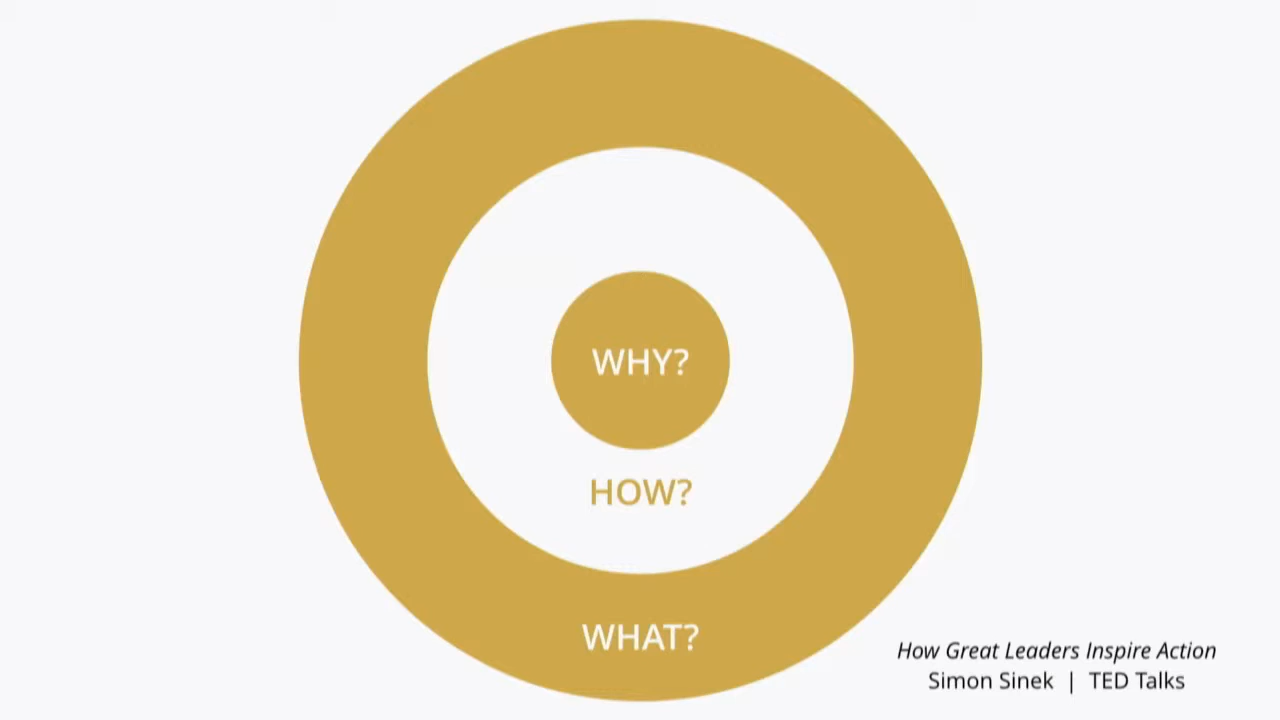 WHY?
HOW?
WHAT?
How Great Leaders Inspire Action
Simon Sinek | TED Talks